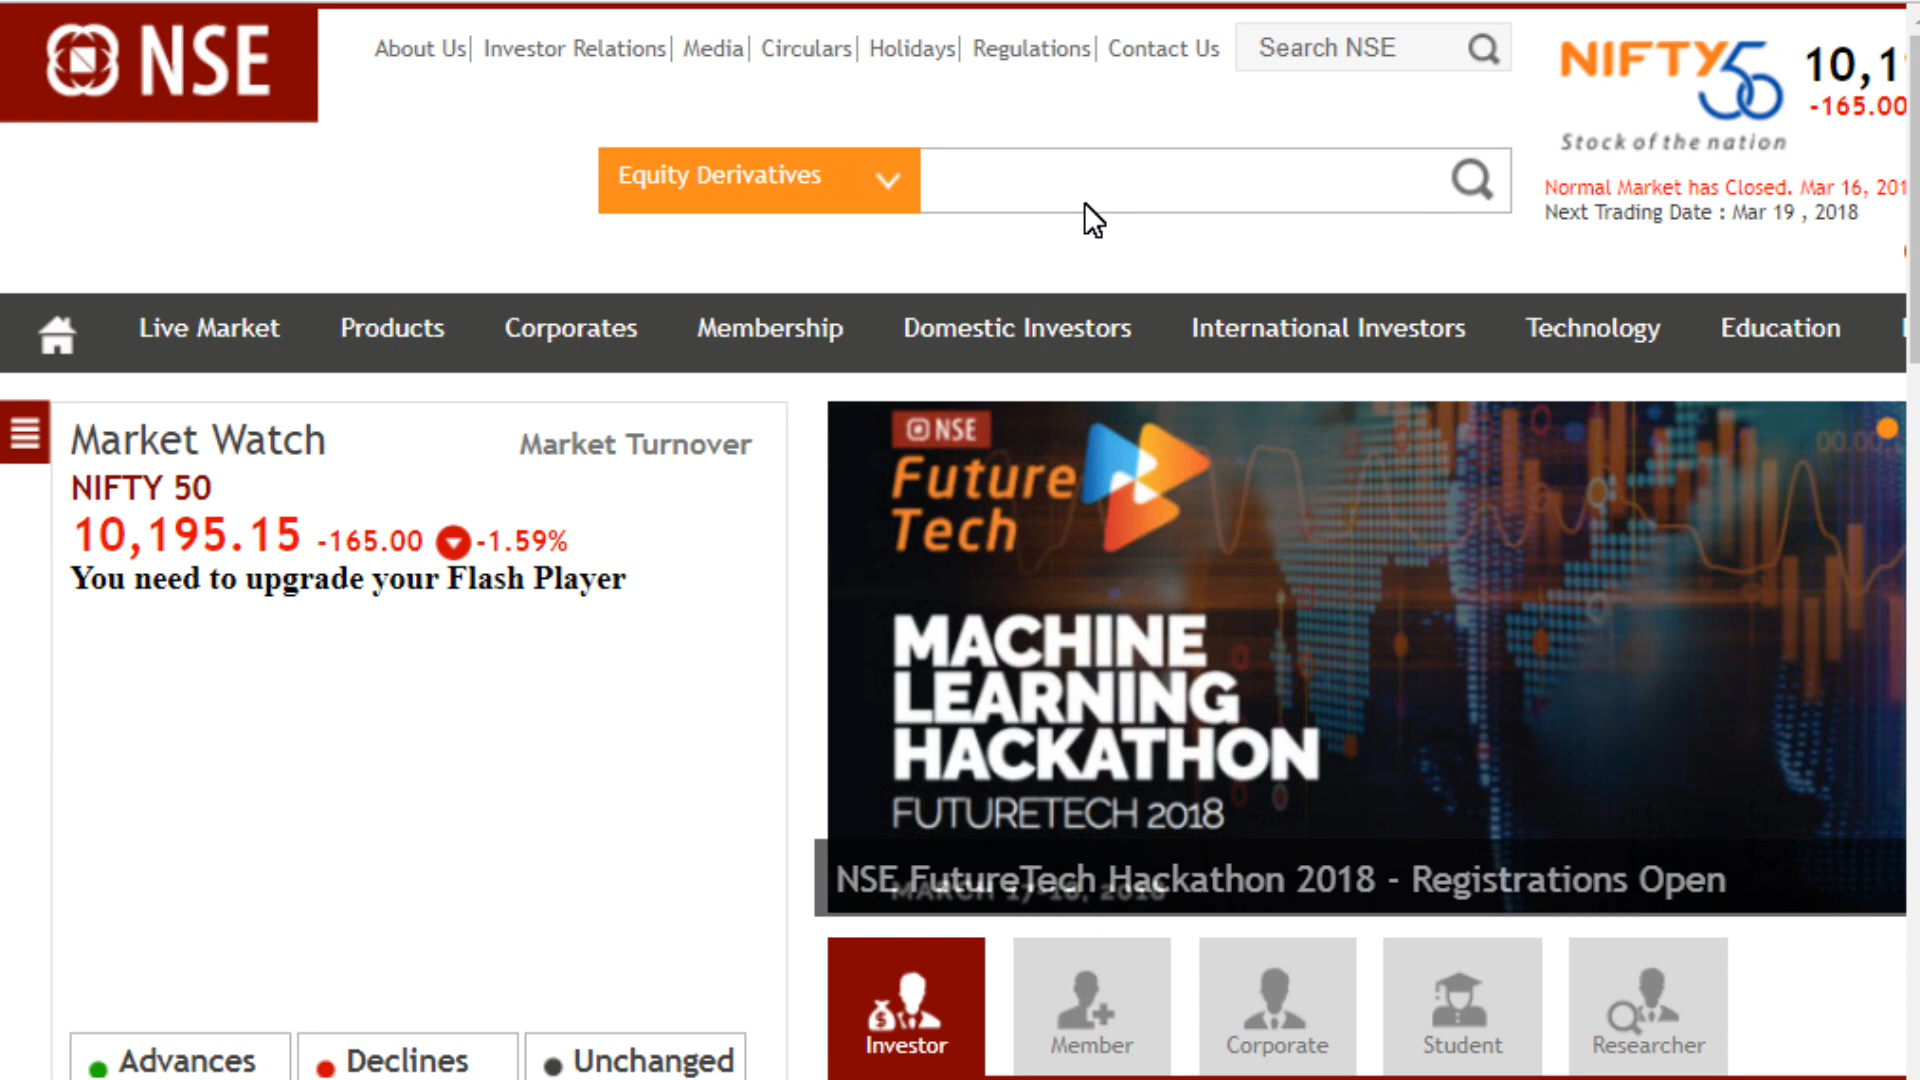 NSE
About Us| Investor Relations| Media| Circulars| Holidays| Regulations| Contact Us
Search NSE
NIFTY 50
Stock of the nation
-165.00
Normal Market has Closed. Mar 16,
Next Trading Date : Mar 19 , 2018
Equity Derivatives
Live Market Products Corporates Membership Domestic Investors International Investors Technology Education
Market Watch
Market Turnover
NIFTY 50
10,195.15 -165.00 -1.59%
You need to upgrade your Flash Player
Advances
Declines
Unchanged
NSE
Future
Tech
MACHINE
LEARNING
HACKATHON
FUTURETECH 2018
NSE FutureTech Hackathon 2018 - Registrations Open
Investor
Member
Corporate
Student
Researcher